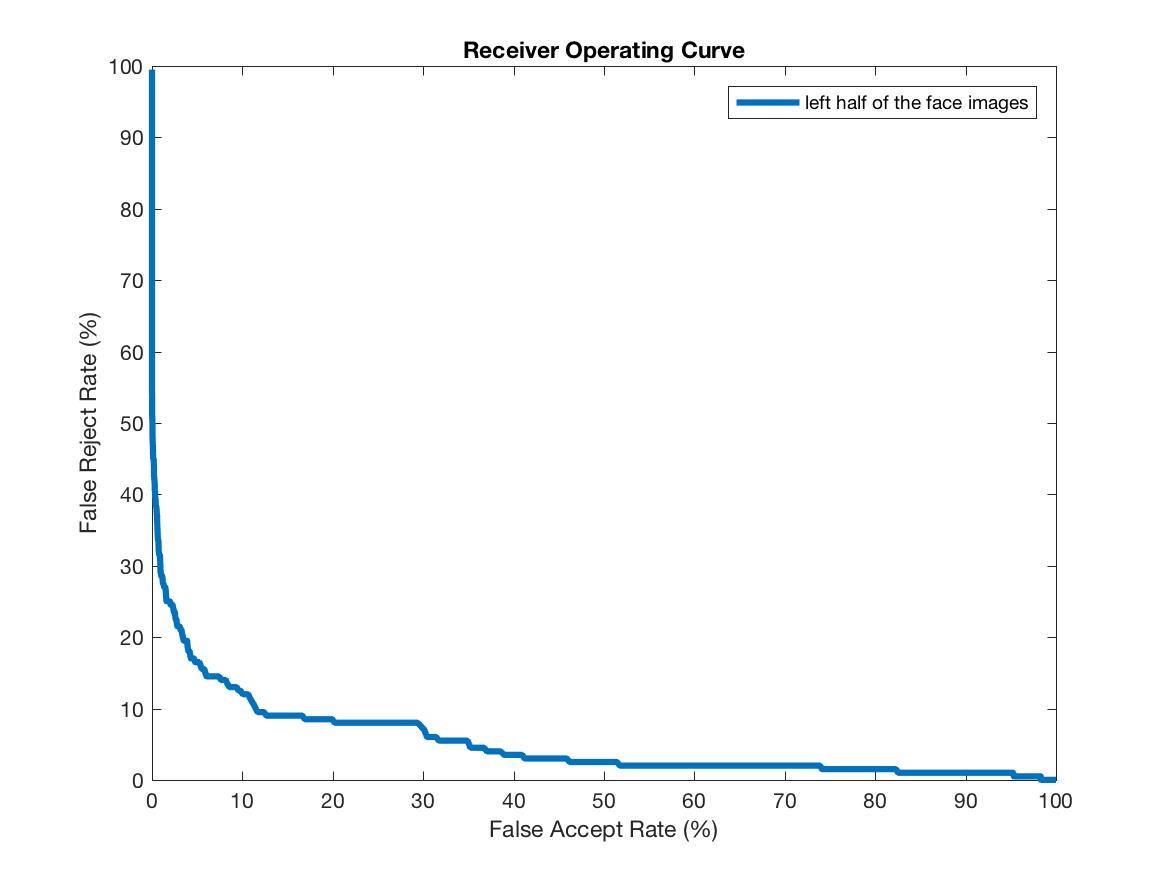 Receiver Operating Curve
left half of the face images
False Reject Rate (%)
100
90
80
70
60
50
40
30
20
10
0
0 10 20 30 40 50 60 70 80 90 100
False Accept Rate (%)